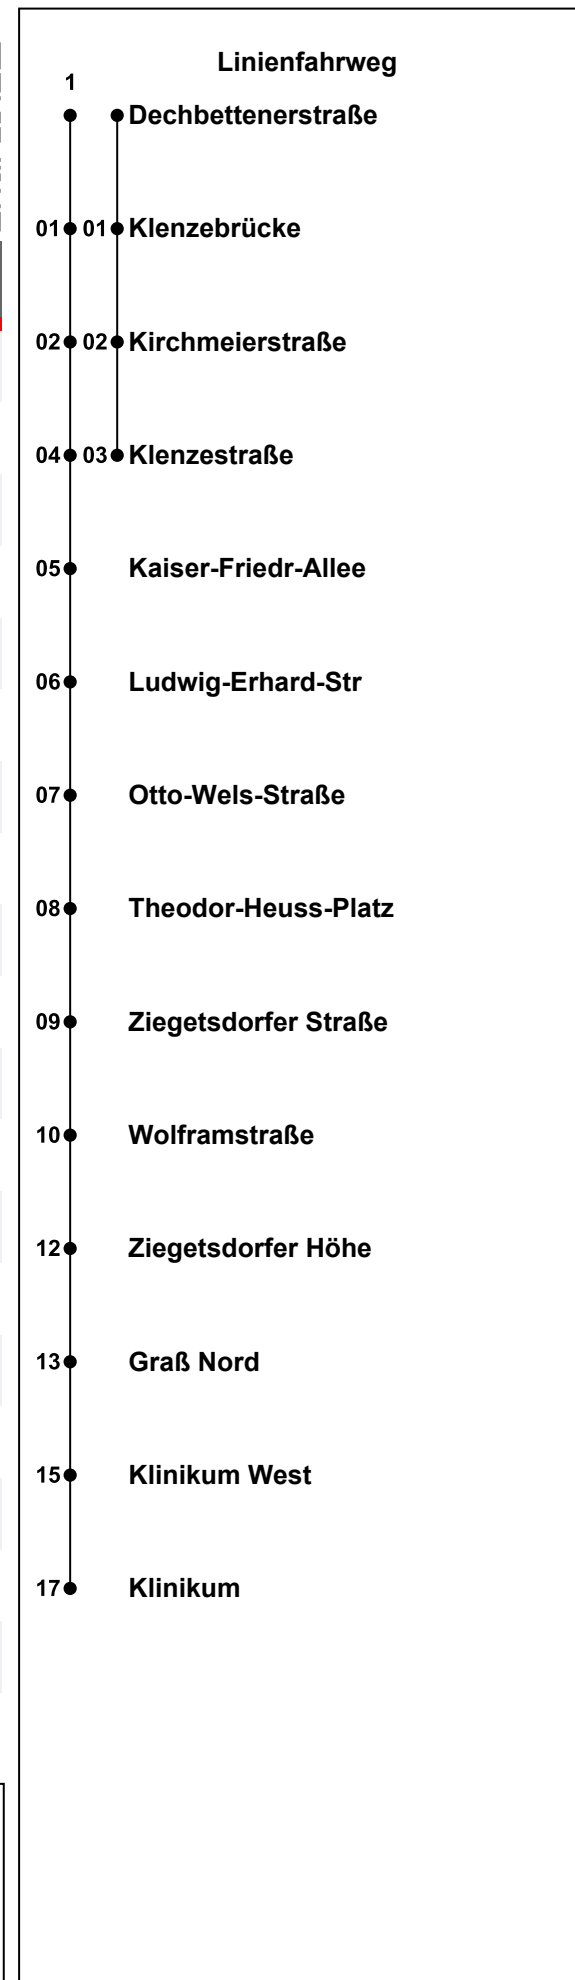 Linienfahrweg
1
Dechbettenerstraße
01 01 Klenzebrücke
02 02 Kirchmeierstraße
04 03 Klenzestraße
05 Kaiser-Friedr-Allee
06 Ludwig-Erhard-Str
07 Otto-Wels-Straße
08 Theodor-Heuss-Platz
09 Ziegetsdorfer Straße
10 Wolframstraße
12 Ziegetsdorfer Höhe
13 Graß Nord
15 Klinikum West
17 Klinikum